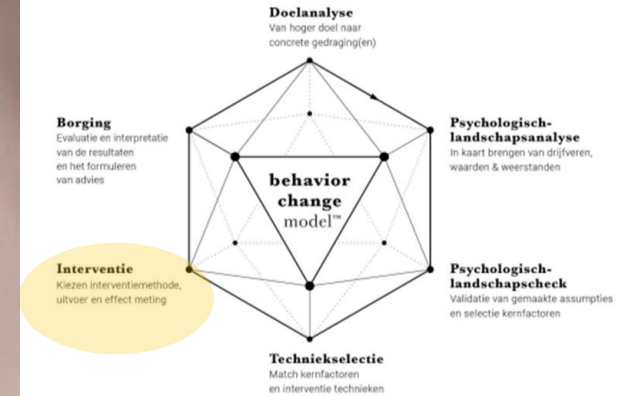 Doelanalyse
Van hoger doel naar
concrete gedraging(en)
Psychologisch-
landschapsanalyse
In kaart brengen van drijfveren,
waarden & weerstanden
Psychologisch-
landschapscheck
Validatie van gemaakte assumpties
en selectie kernfactoren
Techniekselectie
Match kernfactoren
en interventie technieken
Interventie
Kiezen interventiemethode,
uitvoer en effect meting
Borging
Evaluatie en interpretatie
van de resultaten
en het formuleren
van advies
behavior
change
model™